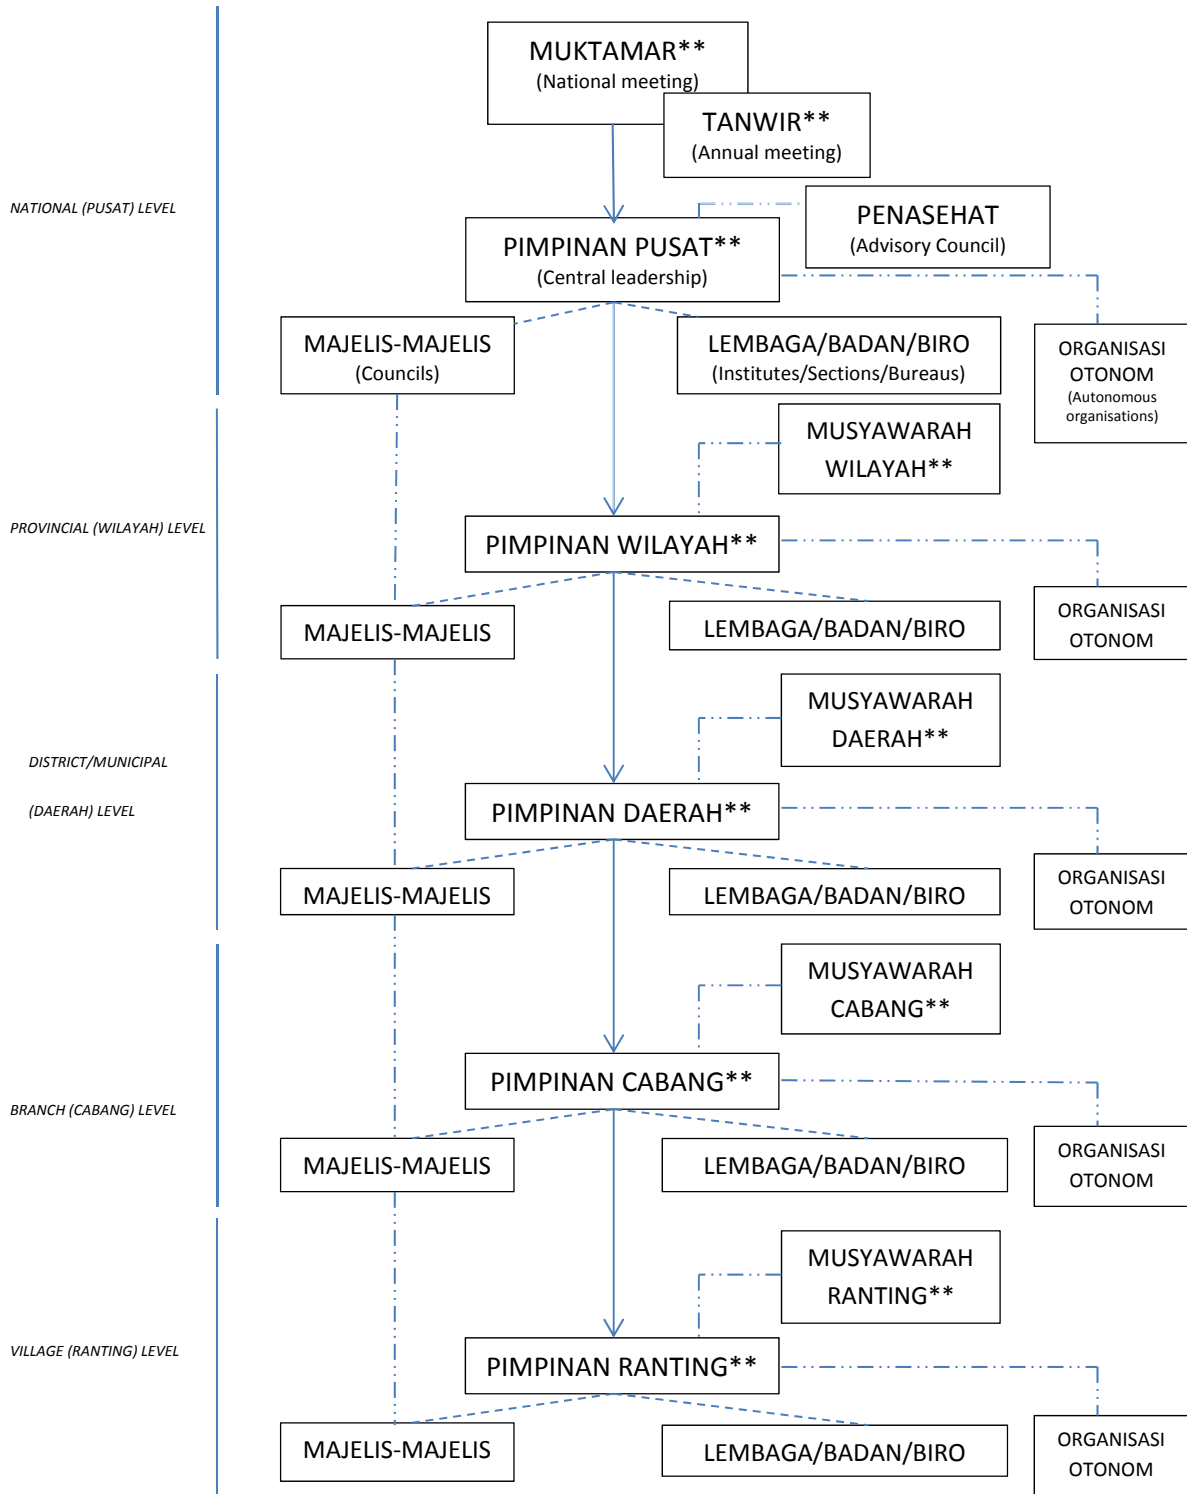 MUKTAMAR**
(National meeting)
TANWIR**
(Annual meeting)
NATIONAL (PUSAT) LEVEL
PENASEHAT
(Advisory Council)
PIMPINAN PUSAT**
(Central leadership)
MAJELIS-MAJELIS
(Councils)
LEMBAGA/BADAN/BIRO
(Institutes/Sections/Bureaus)
ORGANISASI
OTONOM
(Autonomous
organisations)
MUSYAWARAH
WILAYAH**
PROVINCIAL (WILAYAH) LEVEL
PIMPINAN WILAYAH**
MAJELIS-MAJELIS
LEMBAGA/BADAN/BIRO
ORGANISASI
OTONOM
MUSYAWARAH
DAERAH**
DISTRICT/MUNICIPAL
(DAERAH) LEVEL
PIMPINAN DAERAH**
MAJELIS-MAJELIS
LEMBAGA/BADAN/BIRO
ORGANISASI
OTONOM
MUSYAWARAH
CABANG**
PIMPINAN CABANG**
BRANCH (CABANG) LEVEL
MAJELIS-MAJELIS
LEMBAGA/BADAN/BIRO
ORGANISASI
OTONOM
MUSYAWARAH
RANTING**
VILLAGE (RANTING) LEVEL
PIMPINAN RANTING**
MAJELIS-MAJELIS
LEMBAGA/BADAN/BIRO
ORGANISASI
OTONOM